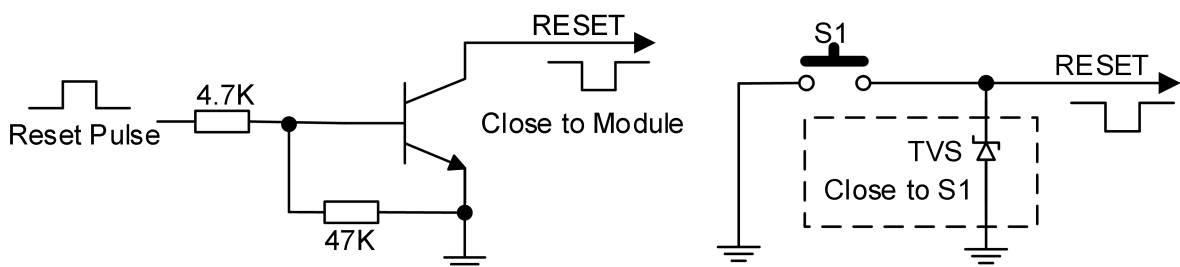 RESET
4.7K
Reset Pulse
Close to Module
47K
S1
RESET
TVS
Close to S1